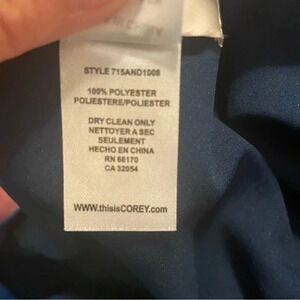 STYLE 715AND1008
100% POLYESTER
POLIESTERE/POLIESTER
DRY CLEAN ONLY
NETTOYER A SEC
SEULEMENT
HECHO EN CHINA
RN 66170
CA 32054
WWW.thisisCOREY.com